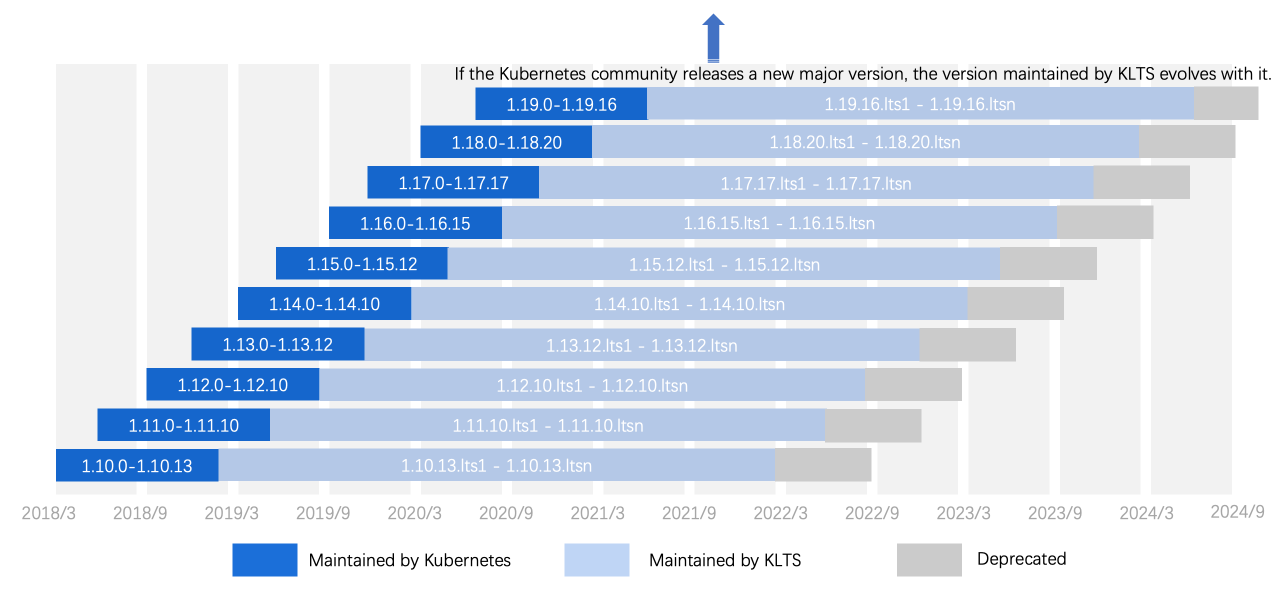 If the Kubernetes community releases a new major version, the version maintained by KLTS evolves with it.
1.19.0-1.19.16 1.19.16.lts1 - 1.19.16.ltsn
1.18.0-1.18.20 1.18.20.lts1 - 1.18.20.ltsn
1.17.0-1.17.17 1.17.17.lts1 - 1.17.17.ltsn
1.16.0-1.16.15 1.16.15.lts1 - 1.16.15.ltsn
1.15.0-1.15.12 1.15.12.lts1 - 1.15.12.ltsn
1.14.0-1.14.10 1.14.10.lts1 - 1.14.10.ltsn
1.13.0-1.13.12 1.13.12.lts1 - 1.13.12.ltsn
1.12.0-1.12.10 1.12.10.lts1 - 1.12.10.ltsn
1.11.0-1.11.10 1.11.10.lts1 - 1.11.10.ltsn
1.10.0-1.10.13 1.10.13.lts1 - 1.10.13.ltsn
2018/3 2018/9 2019/3 2019/9 2020/3 2020/9 2021/3 2021/9 2022/3 2022/9 2023/3 2023/9 2024/3 2024/9
Maintained by Kubernetes Maintained by KLTS Deprecated